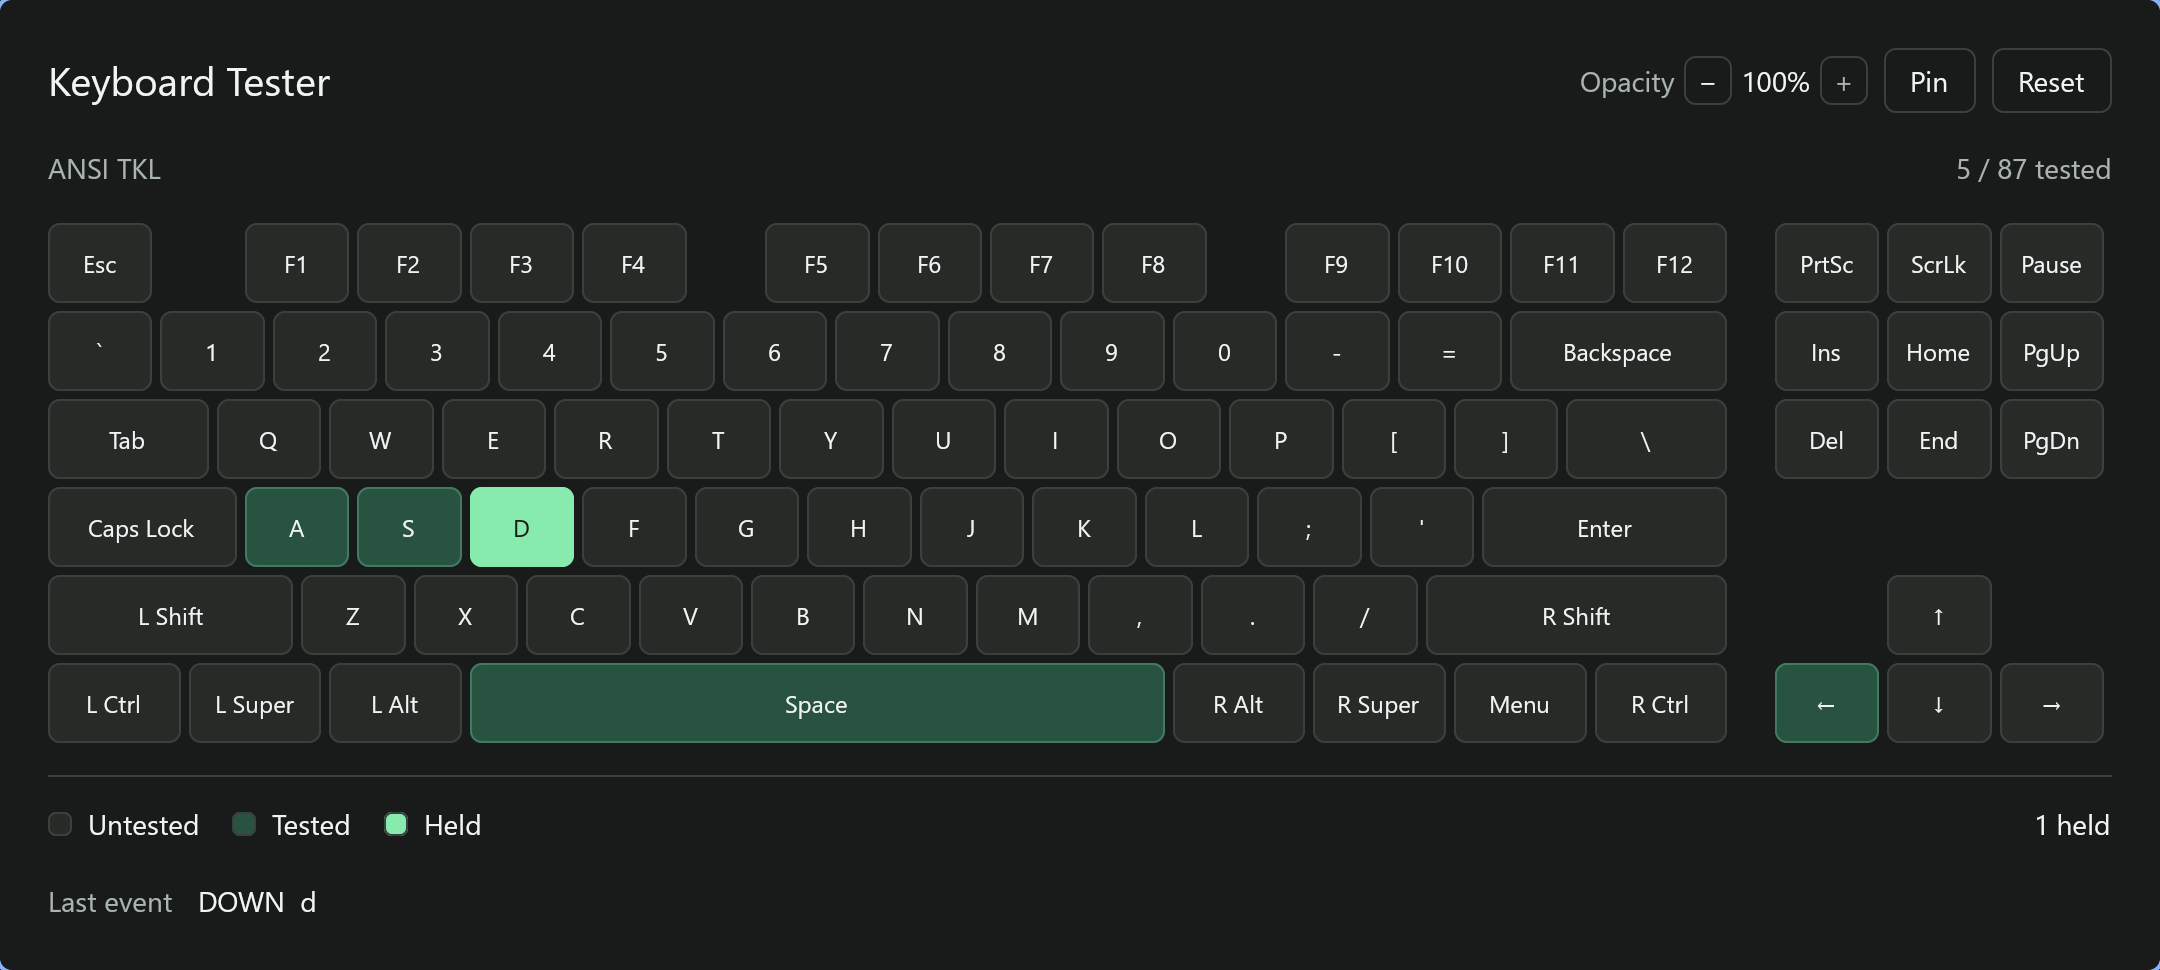 Keyboard Tester Opacity − 100% + Pin Reset
ANSI TKL 5 / 87 tested
Esc F1 F2 F3 F4 F5 F6 F7 F8 F9 F10 F11 F12 PrtSc ScrLk Pause
` 1 2 3 4 5 6 7 8 9 0 - = Backspace Ins Home PgUp
Tab Q W E R T Y U I O P [ ] \ Del End PgDn
Caps Lock A S D F G H J K L ; ' Enter
L Shift Z X C V B N M , . / R Shift ↑
L Ctrl L Super L Alt Space R Alt R Super Menu R Ctrl ← ↓ →
Untested Tested Held 1 held
Last event DOWN d